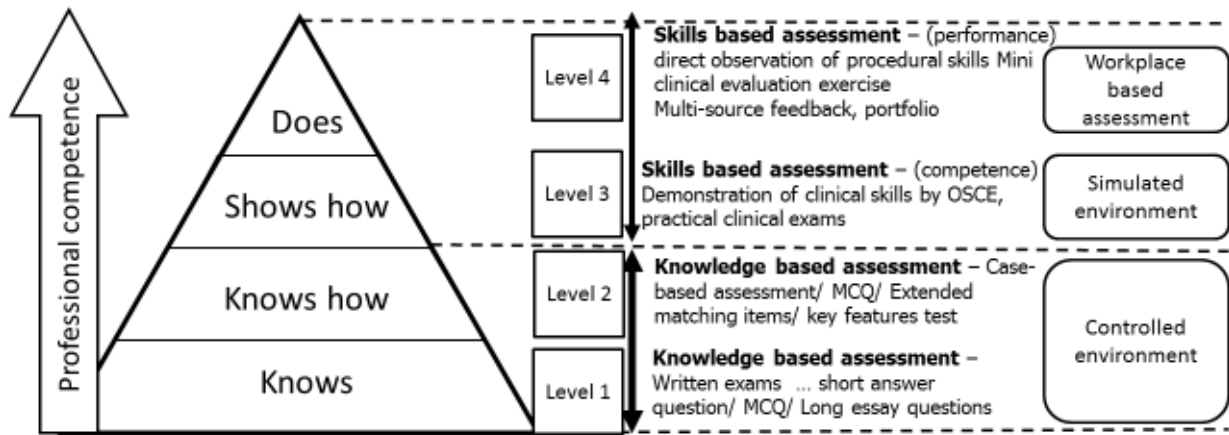 Professional competence
Does
Shows how
Knows how
Knows
Level 4
Level 3
Level 2
Level 1
Skills based assessment – (performance)
direct observation of procedural skills Mini
clinical evaluation exercise
Multi-source feedback, portfolio
Skills based assessment – (competence)
Demonstration of clinical skills by OSCE,
practical clinical exams
Knowledge based assessment – Case-
based assessment/ MCQ/ Extended
matching items/ key features test
Knowledge based assessment –
Written exams ... short answer
question/ MCQ/ Long essay questions
Workplace
based
assessment
Simulated
environment
Controlled
environment